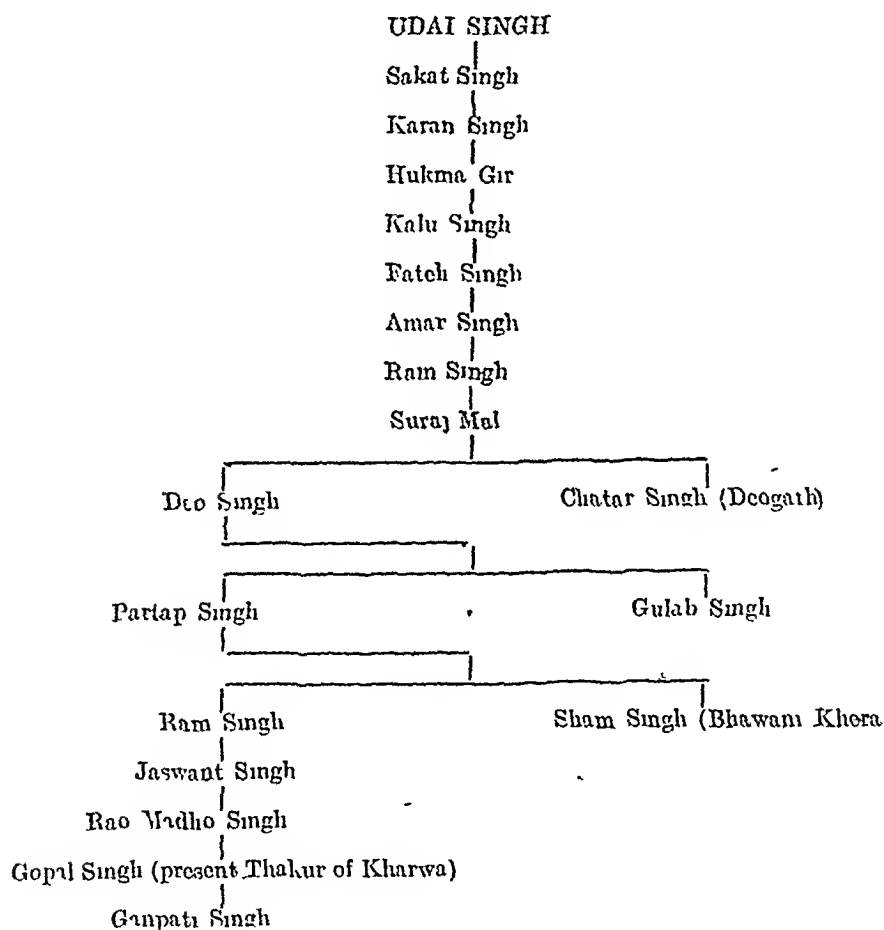 UDAI SINGH
Sakat Singh
Karan Singh
Hukma Gir
Kalu Singh
Fateh Singh
Amar Singh
Ram Singh
Suraj Mal
Deo Singh Chatar Singh (Deogarh)
Partap Singh Gulab Singh
Ram Singh Sham Singh (Bhawani Khera
Jaswant Singh
Rao Madho Singh
Gopal Singh (present Thakur of Kharwa)
Ganpati Singh